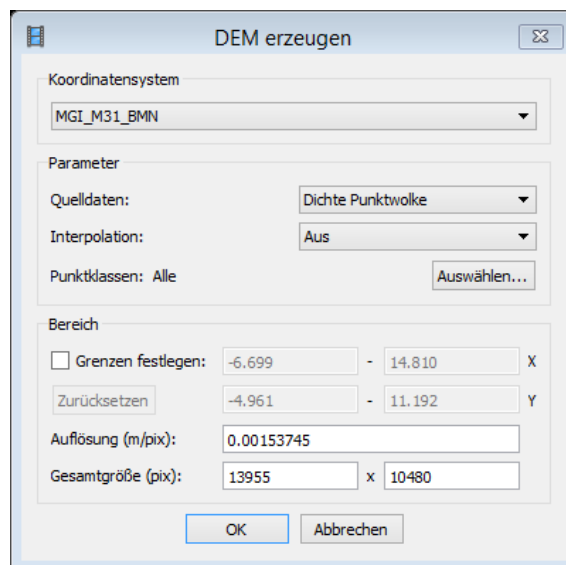 DEM erzeugen
Koordinatensystem
MGI_M31_BMN
Parameter
Quelldaten: Dichte Punktwolke
Interpolation: Aus
Punktklassen: Alle Auswählen...
Bereich
Grenzen festlegen: -6.699 - 14.810 X
Zurücksetzen -4.961 - 11.192 Y
Auflösung (m/pix): 0.00153745
Gesamtgröße (pix): 13955 x 10480
OK Abbrechen